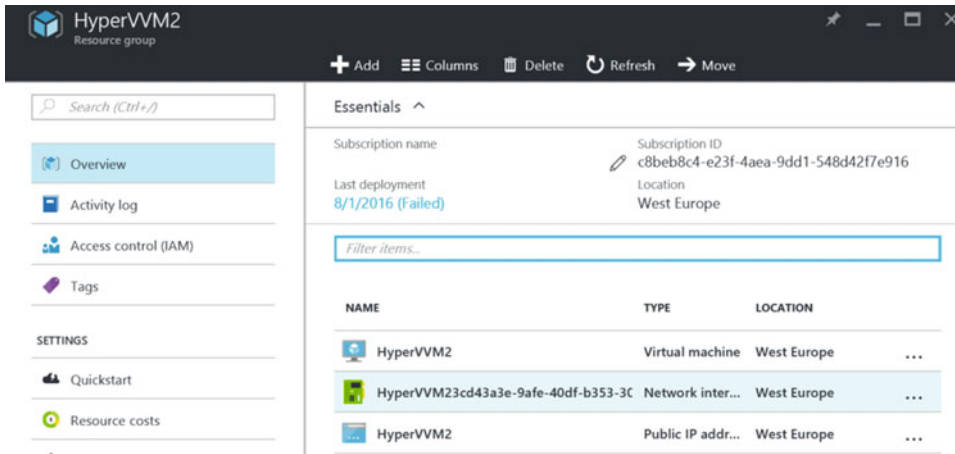 HyperVVM2
Resource group
Add Columns Delete Refresh Move
Search (Ctrl+/)
Overview
Activity log
Access control (IAM)
Tags
SETTINGS
Quickstart
Resource costs
Essentials
Subscription name
Subscription ID
c8beb8c4-e23f-4aea-9dd1-548d42f7e916
Last deployment
8/1/2016 (Failed)
Location
West Europe
Filter items...
NAME TYPE LOCATION
HyperVVM2 Virtual machine West Europe ...
HyperVVM23cd43a3e-9afe-40df-b353-3C Network inter... West Europe ...
HyperVVM2 Public IP addr... West Europe ...